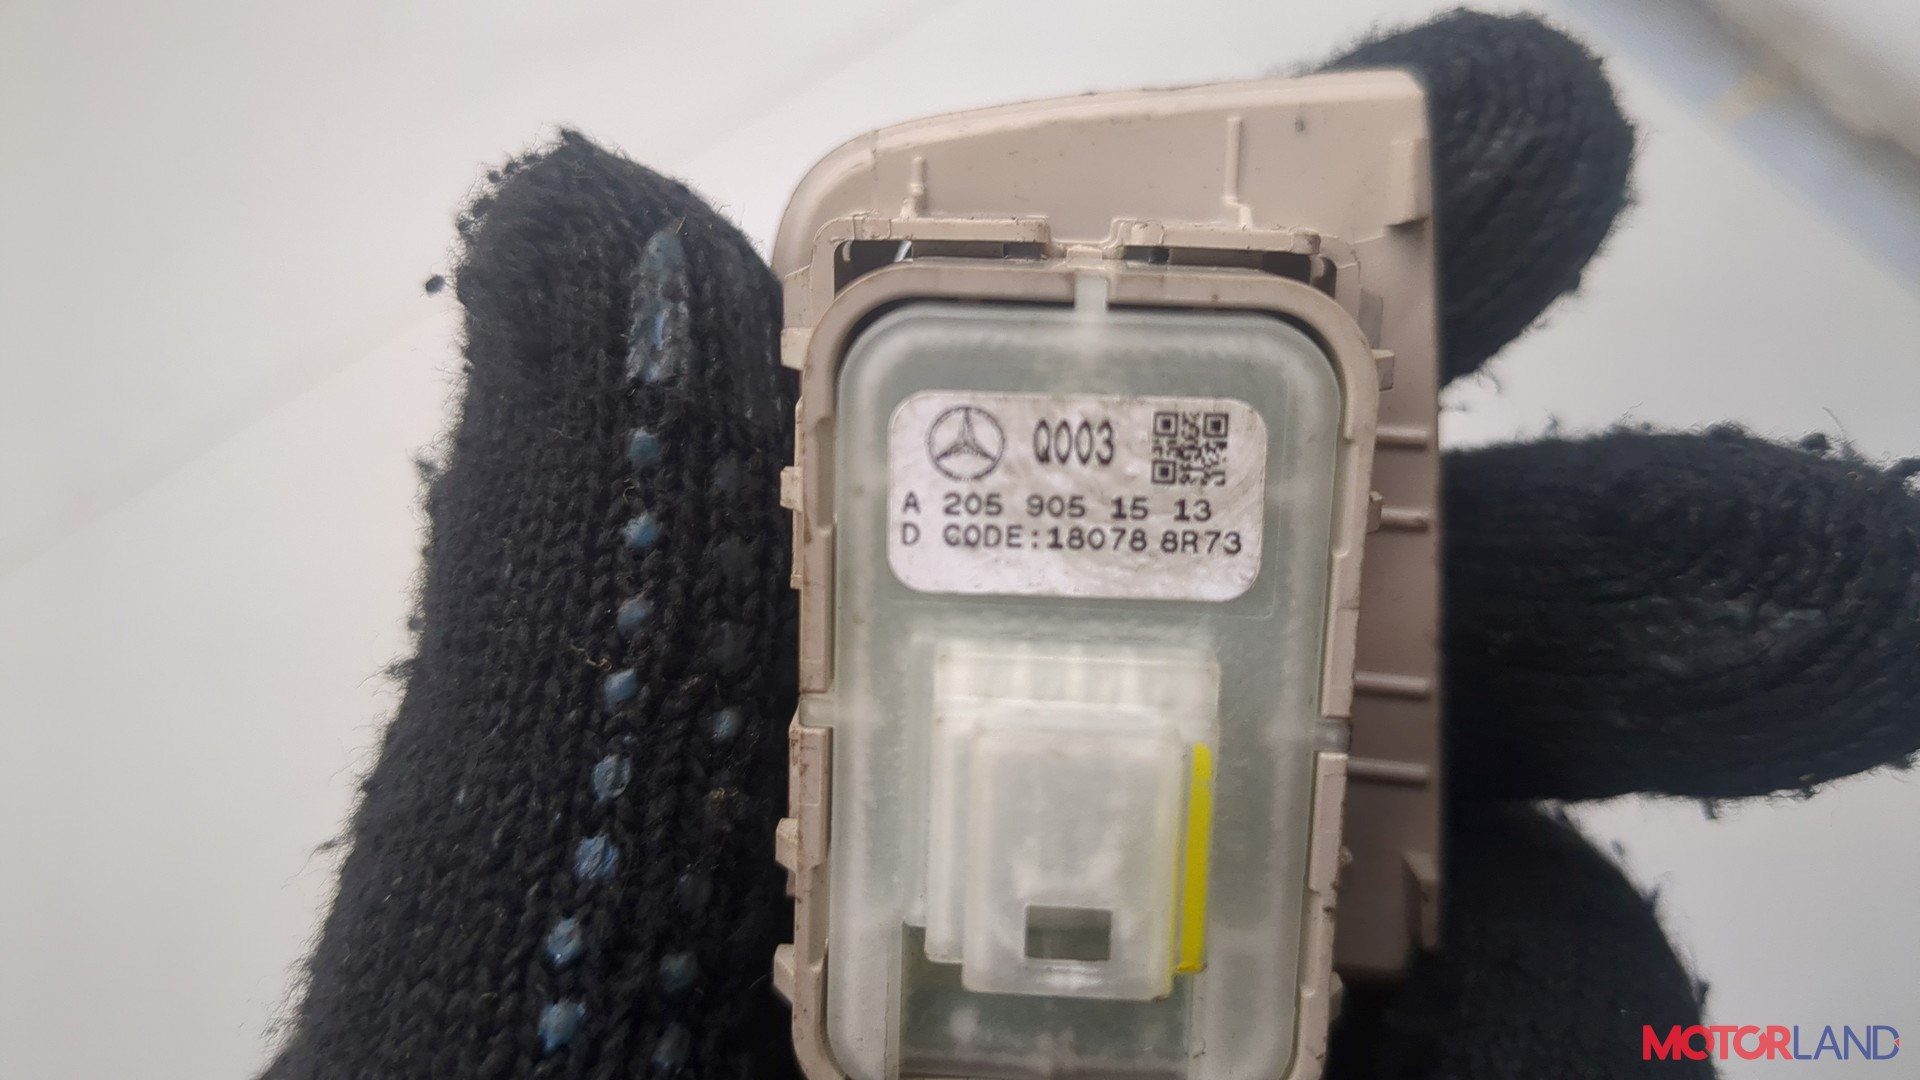 Q003
A 205 905 15 13
D CODE:18078 8R73
MOTORLAND